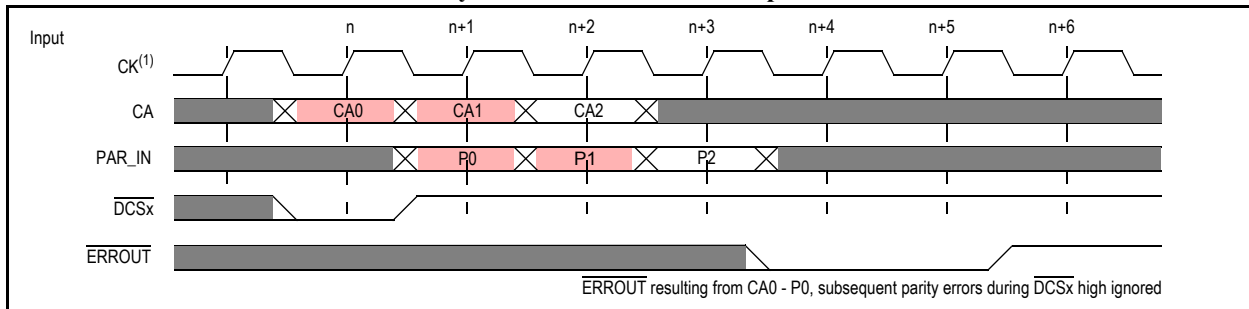 n n+1 n+2 n+3 n+4 n+5 n+6
Input
CK(1)
CA CA0 CA1 CA2
PAR_IN P0 P1 P2
DCSx
ERROUT
ERROUT resulting from CA0 - P0, subsequent parity errors during DCSx high ignored